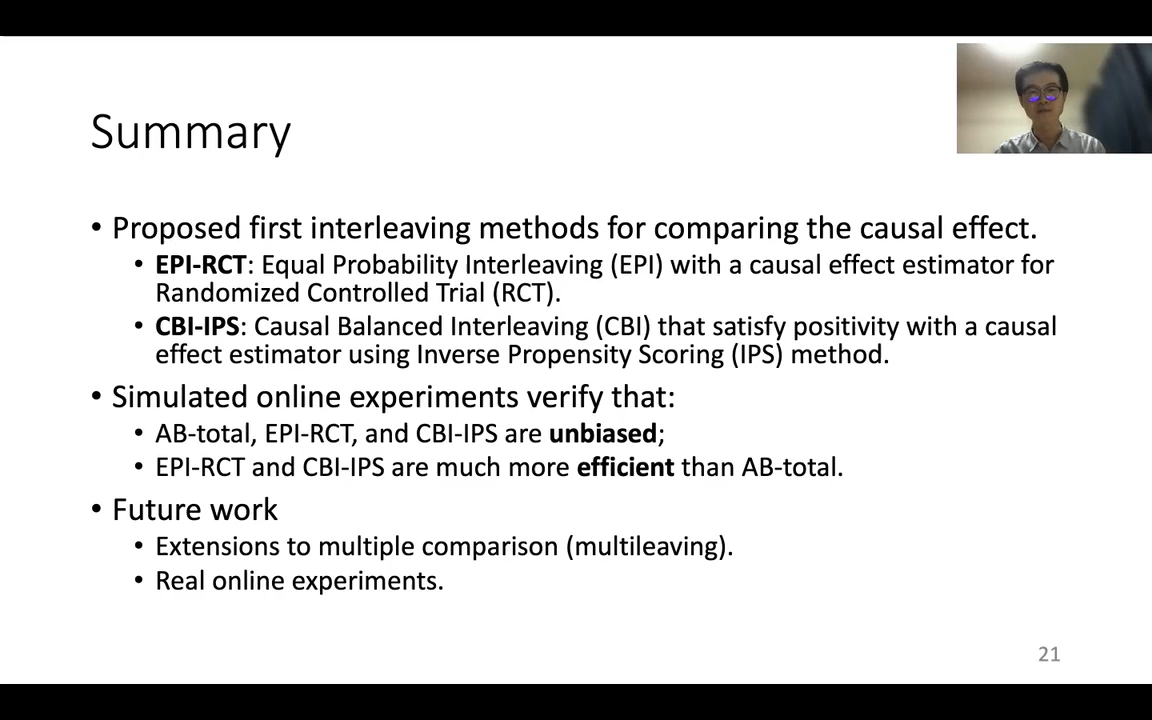 Summary
• Proposed first interleaving methods for comparing the causal effect.
• EPI-RCT: Equal Probability Interleaving (EPI) with a causal effect estimator for
Randomized Controlled Trial (RCT).
• CBI-IPS: Causal Balanced Interleaving (CBI) that satisfy positivity with a causal
effect estimator using Inverse Propensity Scoring (IPS) method.
• Simulated online experiments verify that:
• AB-total, EPI-RCT, and CBI-IPS are unbiased;
• EPI-RCT and CBI-IPS are much more efficient than AB-total.
• Future work
• Extensions to multiple comparison (multileaving).
• Real online experiments.
21